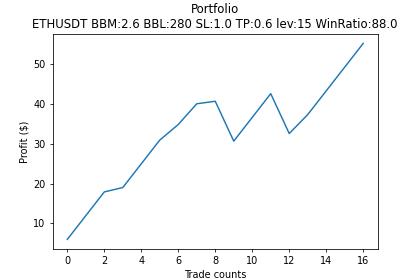 Portfolio
ETHUSDT BBM:2.6 BBL:280 SL:1.0 TP:0.6 lev:15 WinRatio:88.0
Profit ($)
50
40
30
20
10
0 2 4 6 8 10 12 14 16
Trade counts